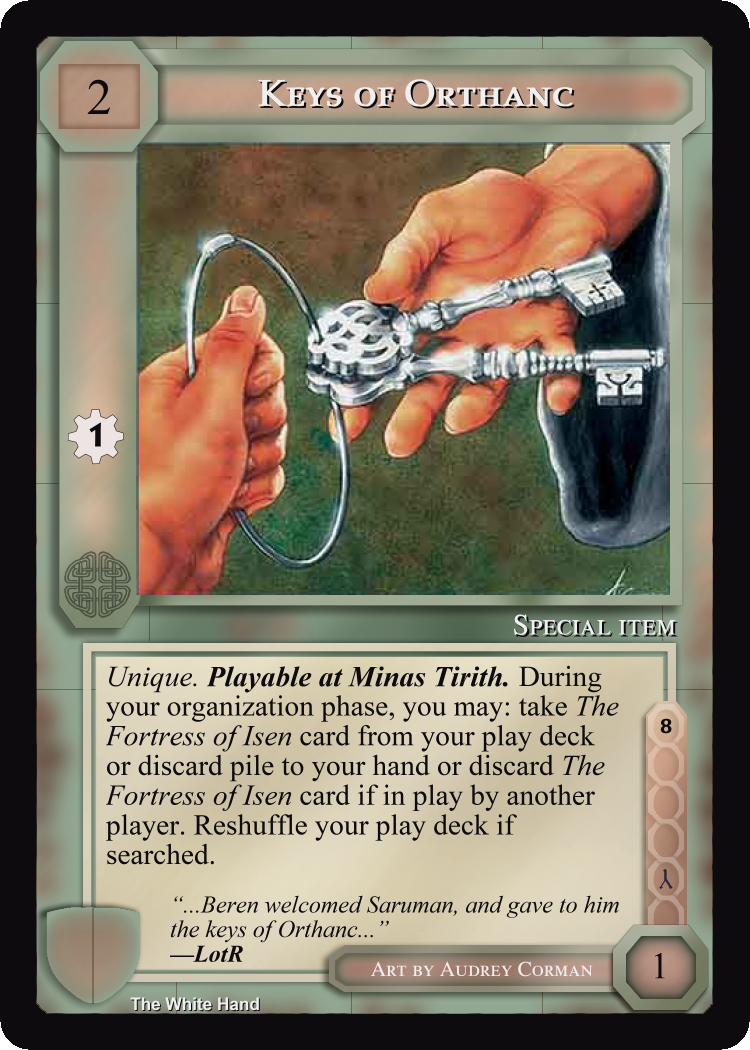 2
Keys of Orthanc
1
Special item
Unique. Playable at Minas Tirith. During
your organization phase, you may: take The
Fortress of Isen card from your play deck
or discard pile to your hand or discard The
Fortress of Isen card if in play by another
player. Reshuffle your play deck if
searched.
8
“...Beren welcomed Saruman, and gave to him
the keys of Orthanc...”
—LotR
Art by Audrey Corman
1
The White Hand